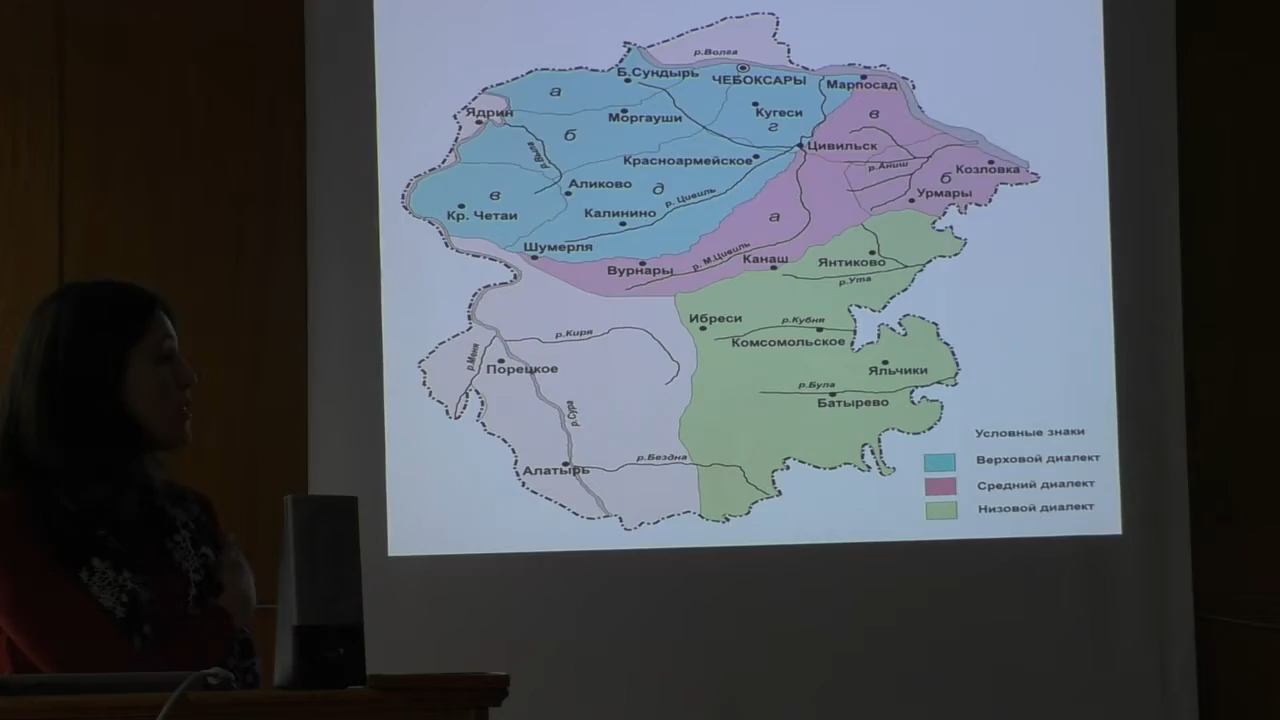 р.Волга
Б.Сундырь
ЧЕБОКСАРЫ
Марпосад
а
Ядрин
Моргауши
Кугеси
в
г
б
Цивильск
р.Выла
Красноармейское
р.Аниш
Козловка
б
Аликово
д
в
р. Цивиль
Урмары
Кр. Четаи
Калинино
а
Шумерля
Вурнары
р. М.Цивиль
Канаш
Янтиково
р.Ута
Ибреси
р.Кубня
р.Киря
Комсомольское
р.Меня
Порецкое
Яльчики
р.Була
Батырево
р.Сура
Алатырь
р.Бездна
Условные знаки
Верховой диалект
Средний диалект
Низовой диалект